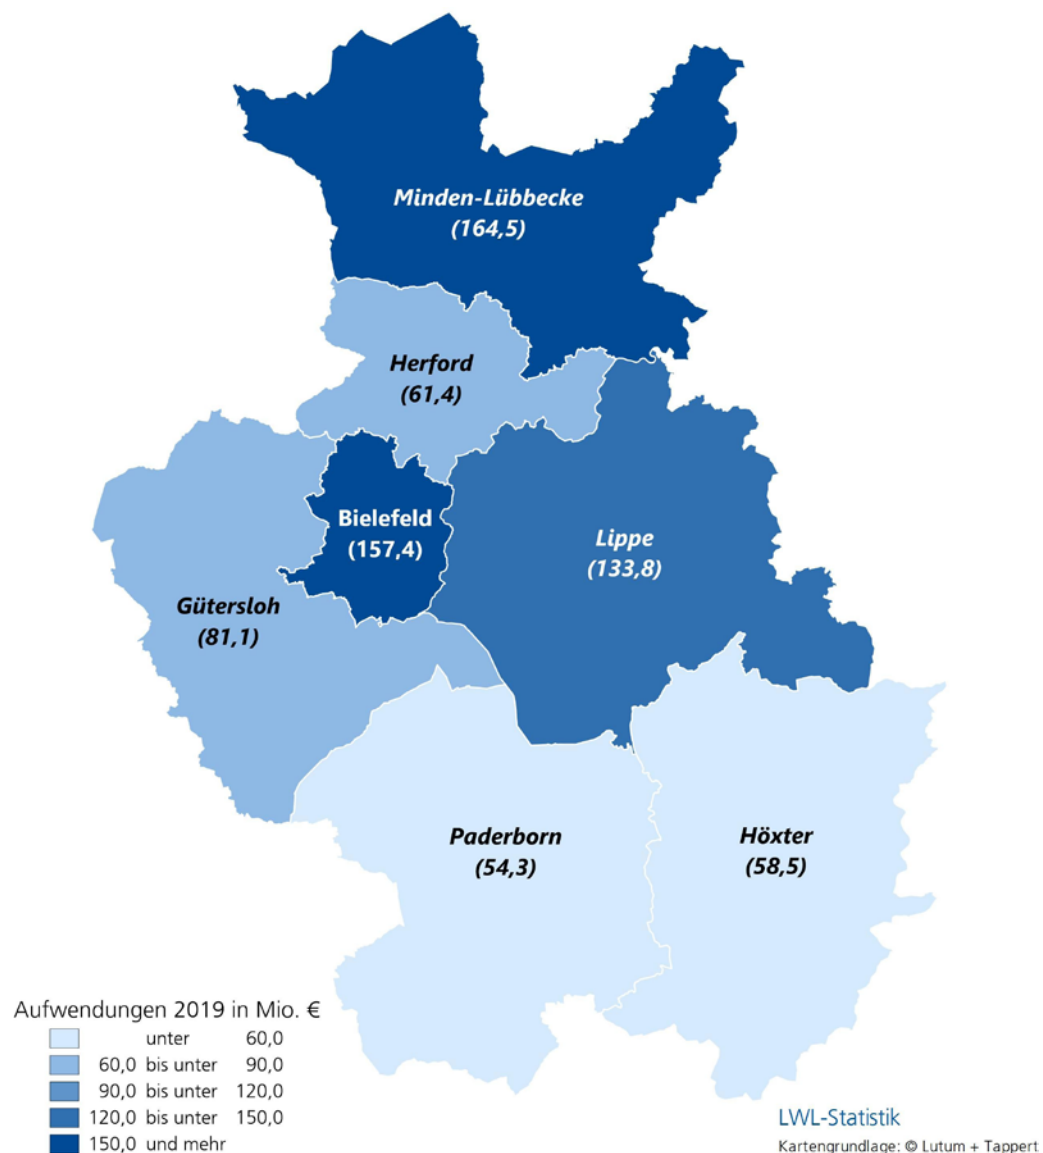 Minden-Lübbecke
(164,5)
Herford
(61,4)
Bielefeld
(157,4)
Lippe
(133,8)
Gütersloh
(81,1)
Paderborn
(54,3)
Höxter
(58,5)
Aufwendungen 2019 in Mio. €
unter 60,0
60,0 bis unter 90,0
90,0 bis unter 120,0
120,0 bis unter 150,0
150,0 und mehr
LWL-Statistik
Kartengrundlage: © Lutum + Tappert